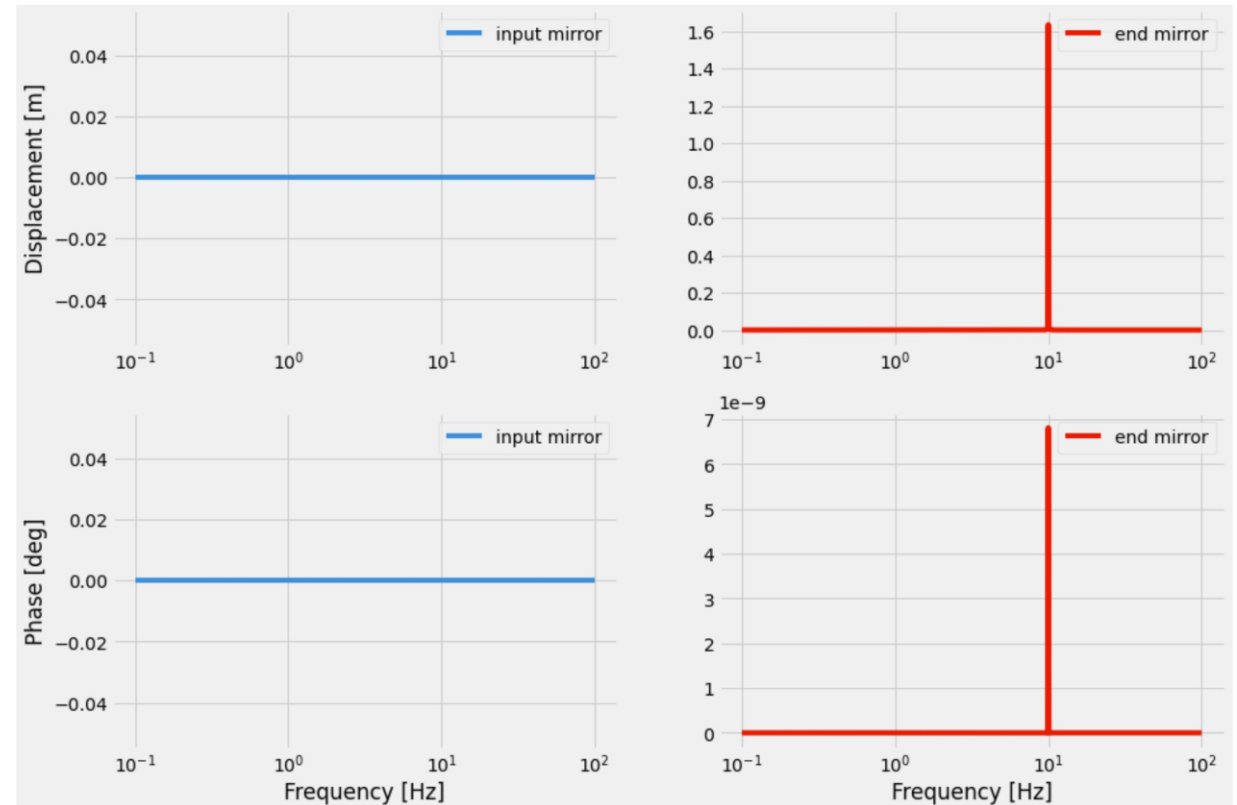 input mirror
Displacement [m]
0.04
0.02
0.00
−0.02
−0.04
10⁻¹ 10⁰ 10¹ 10²
end mirror
1.6
1.4
1.2
1.0
0.8
0.6
0.4
0.2
0.0
10⁻¹ 10⁰ 10¹ 10²
input mirror
Phase [deg]
0.04
0.02
0.00
−0.02
−0.04
10⁻¹ 10⁰ 10¹ 10²
Frequency [Hz]
1e−9
end mirror
7
6
5
4
3
2
1
0
10⁻¹ 10⁰ 10¹ 10²
Frequency [Hz]